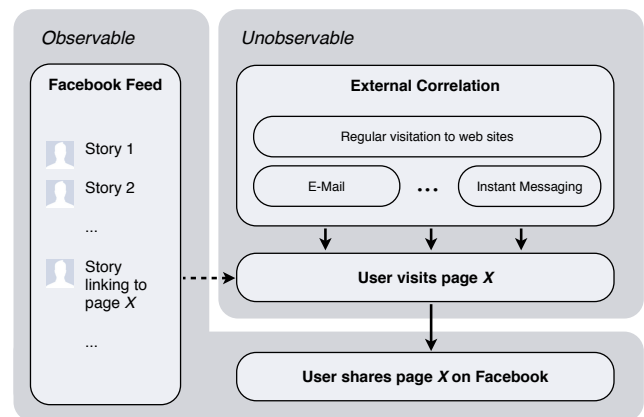 Observable
Facebook Feed
Story 1
Story 2
...
Story
linking to
page X
...
Unobservable
External Correlation
Regular visitation to web sites
E-Mail
...
Instant Messaging
User visits page X
User shares page X on Facebook